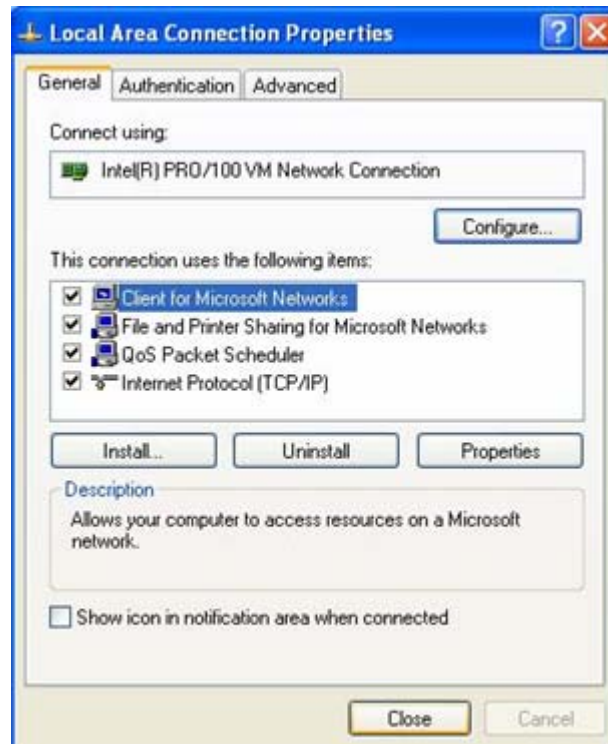 Local Area Connection Properties
General Authentication Advanced
Connect using:
Intel(R) PRO/100 VM Network Connection
Configure...
This connection uses the following items:
Client for Microsoft Networks
File and Printer Sharing for Microsoft Networks
QoS Packet Scheduler
Internet Protocol (TCP/IP)
Install... Uninstall Properties
Description
Allows your computer to access resources on a Microsoft
network.
Show icon in notification area when connected
Close Cancel